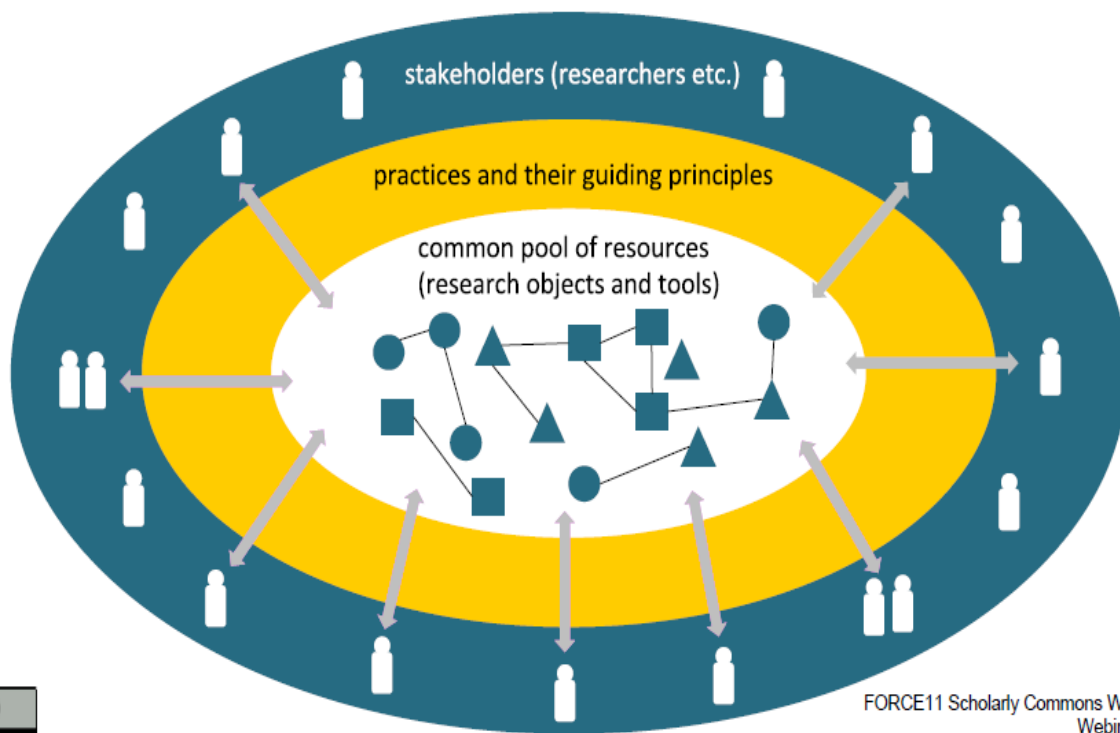 stakeholders (researchers etc.)
practices and their guiding principles
common pool of resources
(research objects and tools)
FORCE11 Scholarly Commons